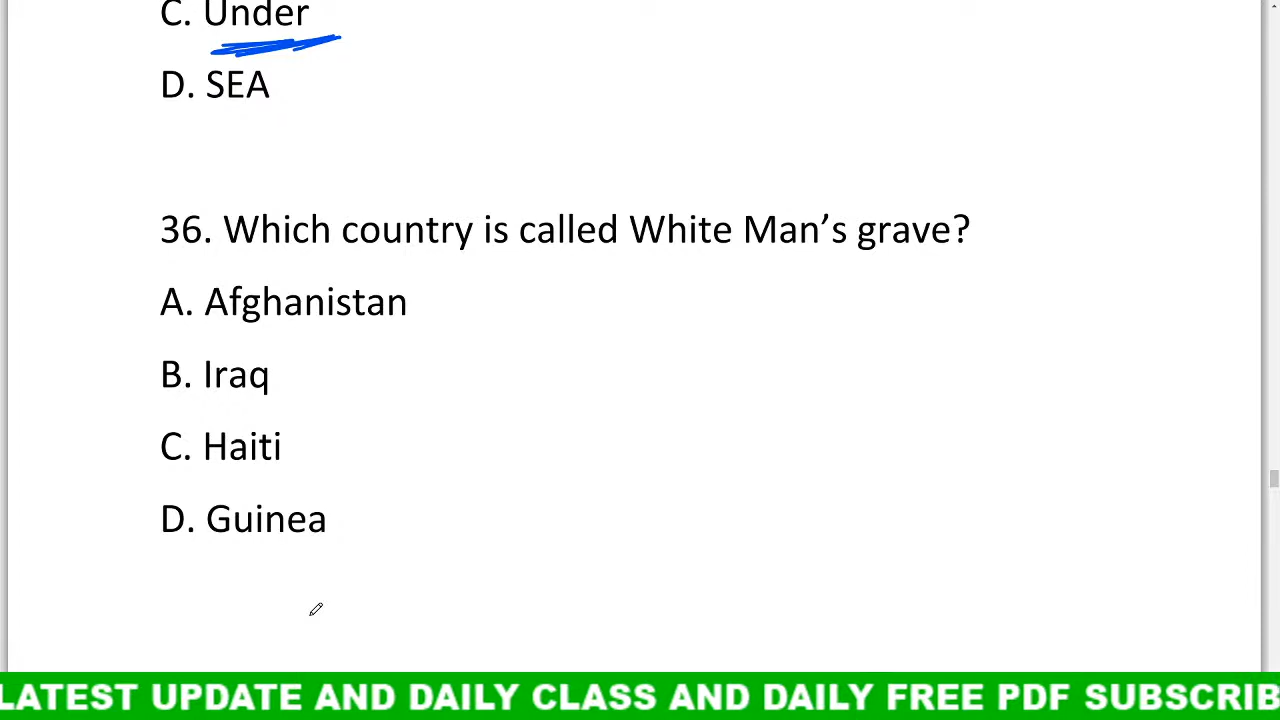 C. Under
D. SEA
36. Which country is called White Man’s grave?
A. Afghanistan
B. Iraq
C. Haiti
D. Guinea
LATEST UPDATE AND DAILY CLASS AND DAILY FREE PDF SUBSCRIB